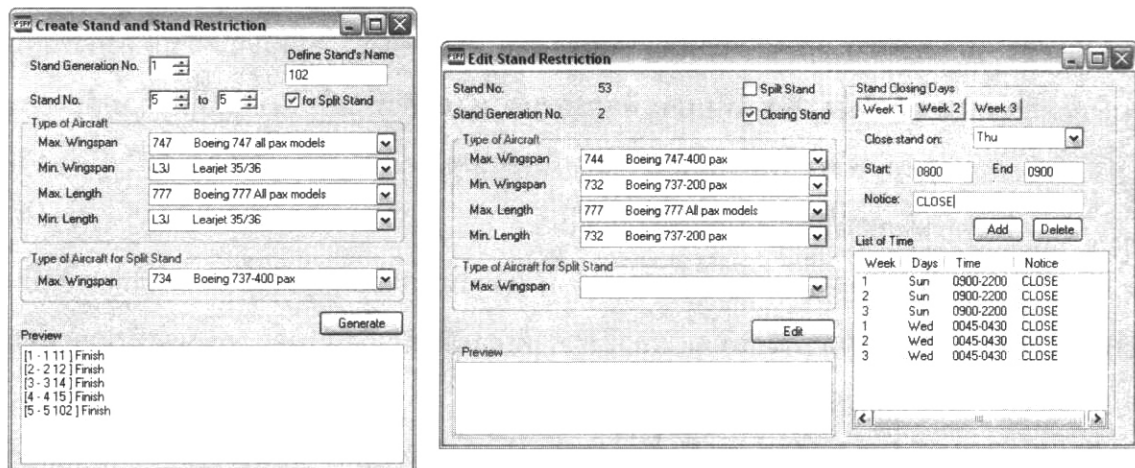 Create Stand and Stand Restriction
Stand Generation No. 1
Define Stand's Name
102
Stand No. 5 to 5 for Split Stand
Type of Aircraft
Max. Wingspan 747 Boeing 747 all pax models
Min. Wingspan L3J Learjet 35/36
Max. Length 777 Boeing 777 All pax models
Min. Length L3J Learjet 35/36
Type of Aircraft for Split Stand
Max. Wingspan 734 Boeing 737-400 pax
Generate
Preview
[1 - 1 11 ] Finish
[2 - 2 12 ] Finish
[3 - 3 14 ] Finish
[4 - 4 15 ] Finish
[5 - 5 102 ] Finish
Edit Stand Restriction
Stand No. 53 Split Stand
Stand Generation No. 2 Closing Stand
Type of Aircraft
Max. Wingspan 744 Boeing 747-400 pax
Min. Wingspan 732 Boeing 737-200 pax
Max. Length 777 Boeing 777 All pax models
Min. Length 732 Boeing 737-200 pax
Type of Aircraft for Split Stand
Max. Wingspan
Edit
Preview
Stand Closing Days
Week 1 Week 2 Week 3
Close stand on: Thu
Start: 0800 End 0900
Notice: CLOSE
Add Delete
List of Time
Week Days Time Notice
1 Sun 0900-2200 CLOSE
2 Sun 0900-2200 CLOSE
3 Sun 0900-2200 CLOSE
1 Wed 0045-0430 CLOSE
2 Wed 0045-0430 CLOSE
3 Wed 0045-0430 CLOSE